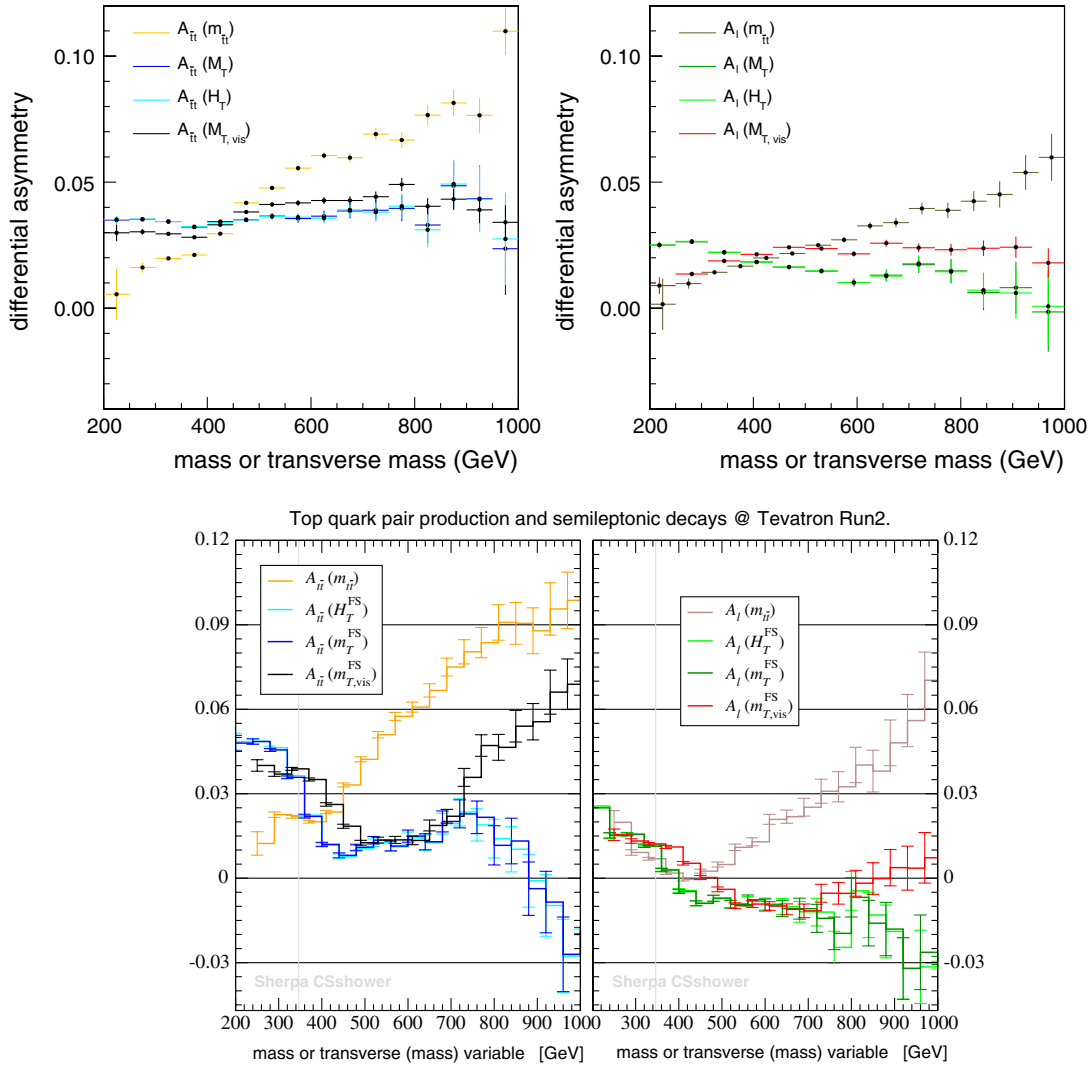 differential asymmetry
0.10
0.05
0.00
A_tt̄ (m_tt̄)
A_tt̄ (M_T)
A_tt̄ (H_T)
A_tt̄ (M_T, vis)
200 400 600 800 1000
mass or transverse mass (GeV)
differential asymmetry
0.10
0.05
0.00
A_l (m_tt̄)
A_l (M_T)
A_l (H_T)
A_l (M_T, vis)
200 400 600 800 1000
mass or transverse mass (GeV)
Top quark pair production and semileptonic decays @ Tevatron Run2.
0.12
0.09
0.06
0.03
0
-0.03
A_tt̄ (m_tt̄)
A_tt̄ (H_T^FS)
A_tt̄ (m_T^FS)
A_tt̄ (m_T,vis^FS)
Sherpa CSshower
200 300 400 500 600 700 800 900 1000
mass or transverse (mass) variable [GeV]
A_l (m_tt̄)
A_l (H_T^FS)
A_l (m_T^FS)
A_l (m_T,vis^FS)
Sherpa CSshower
0.12
0.09
0.06
0.03
0
-0.03
300 400 500 600 700 800 900 1000
mass or transverse (mass) variable [GeV]